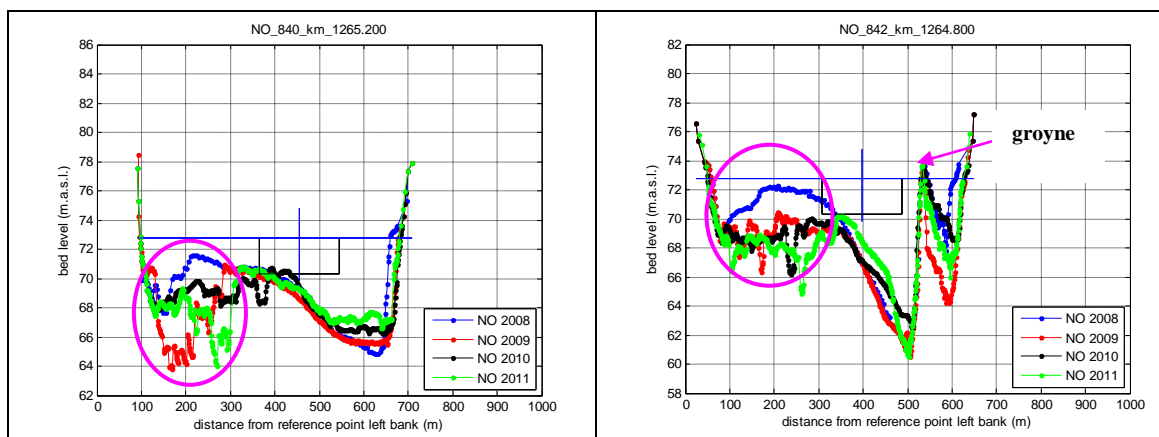 NO_840_km_1265.200
86
84
82
80
78
76
74
72
70
68
66
64
62
bed level (m.a.s.l.)
0 100 200 300 400 500 600 700 800 900 1000
distance from reference point left bank (m)
NO 2008
NO 2009
NO 2010
NO 2011
NO_842_km_1264.800
82
80
78
76
74
72
70
68
66
64
62
60
58
bed level (m.a.s.l.)
0 100 200 300 400 500 600 700 800 900 1000
distance from reference point left bank (m)
groyne
NO 2008
NO 2009
NO 2010
NO 2011